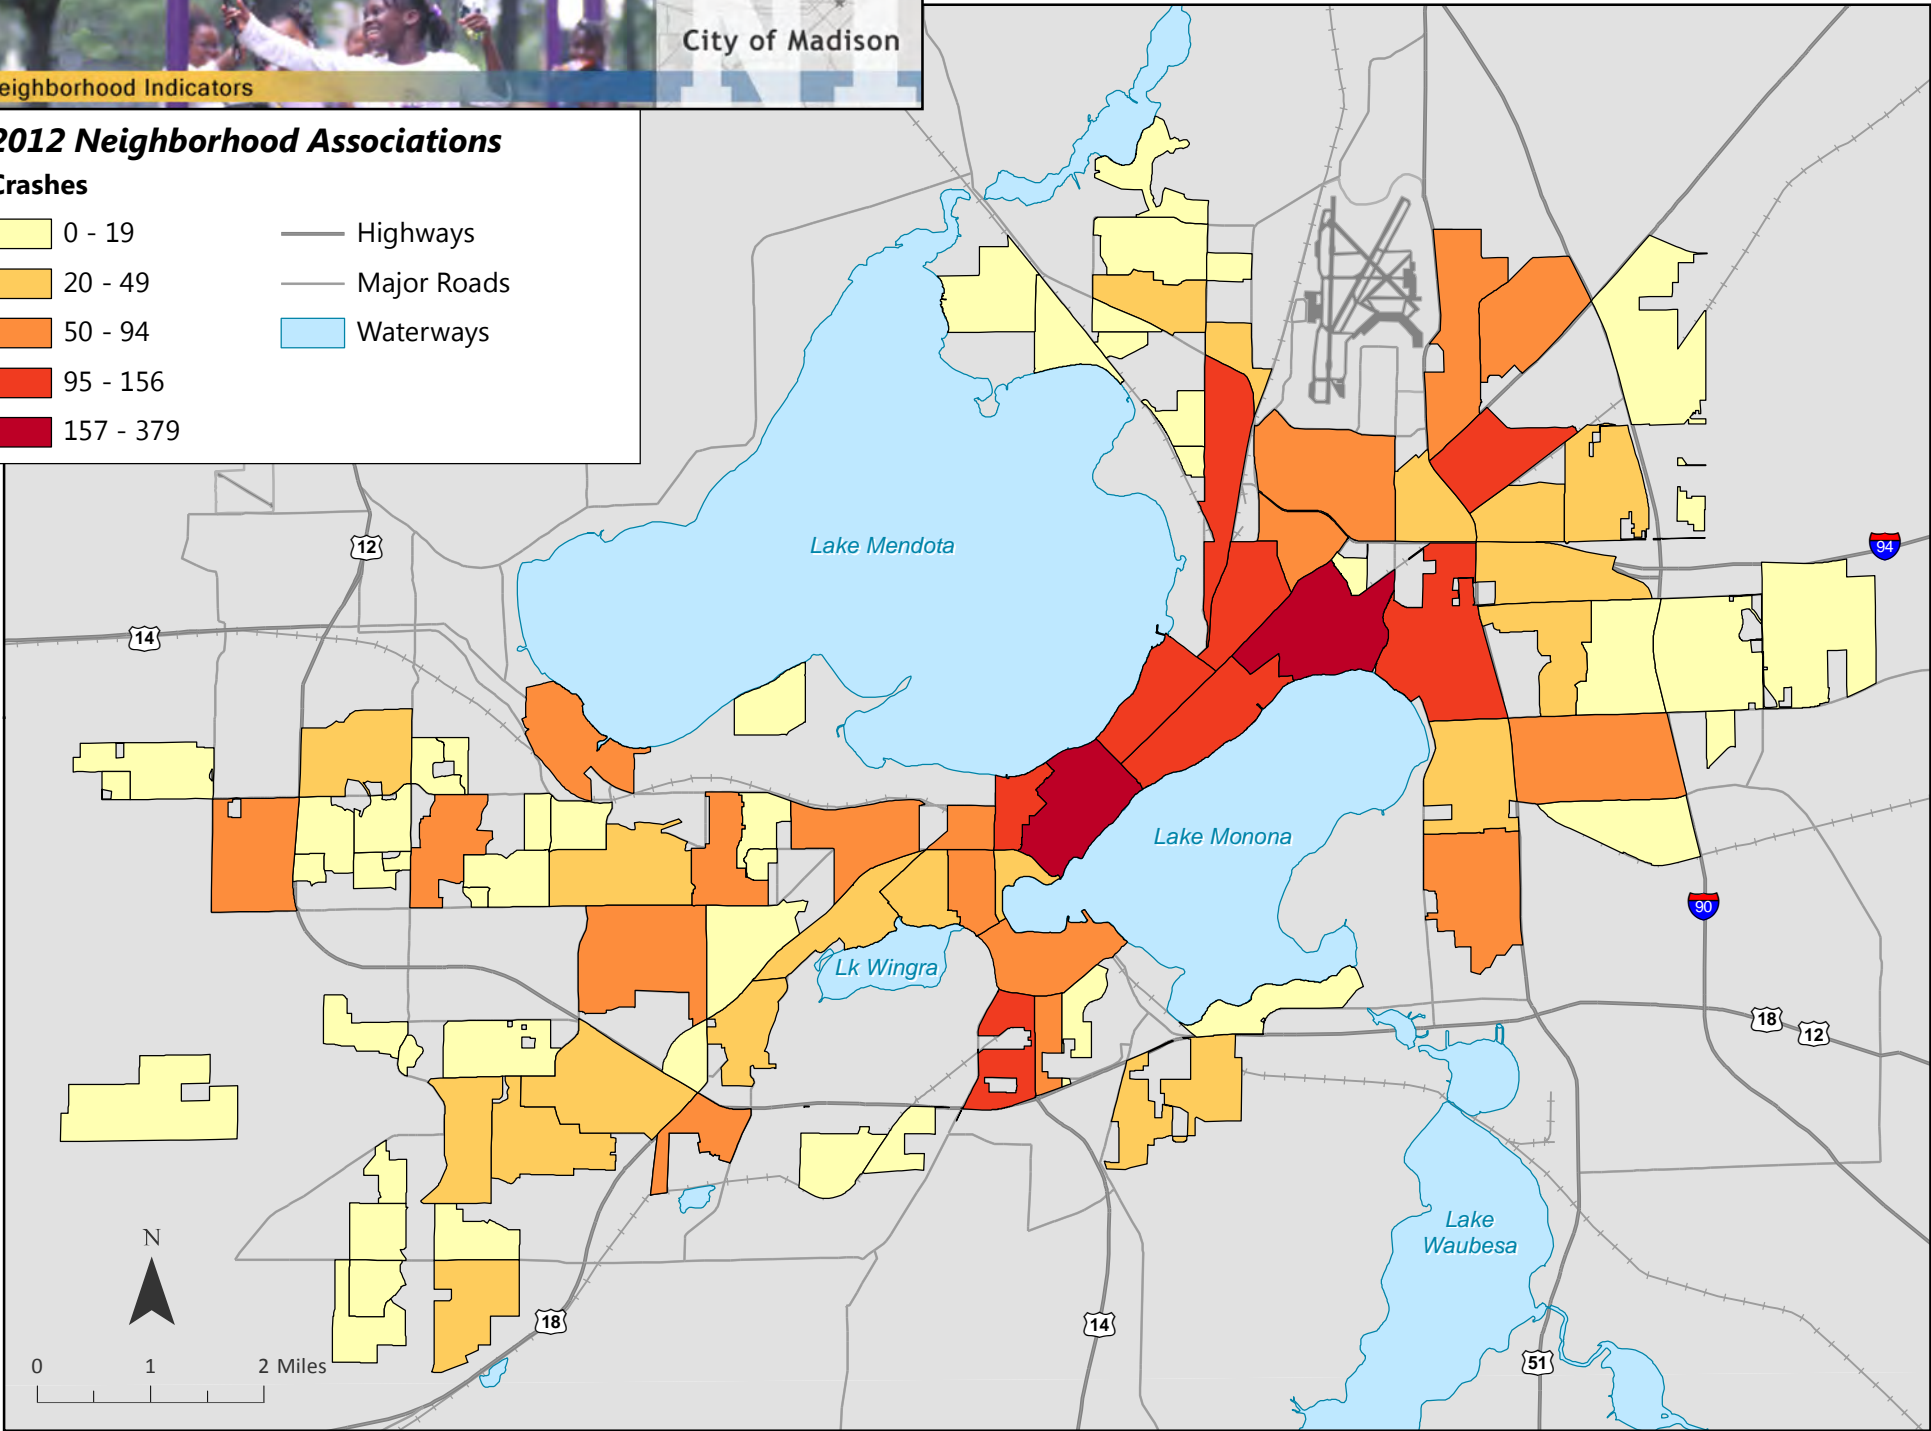 City of Madison
eighborhood Indicators
2012 Neighborhood Associations
Crashes
0 - 19
20 - 49
50 - 94
95 - 156
157 - 379
Highways
Major Roads
Waterways
Lake Mendota
12
14
94
Lake Monona
90
Lk Wingra
18
12
Lake
Waubesa
N
18
14
51
0 1 2 Miles